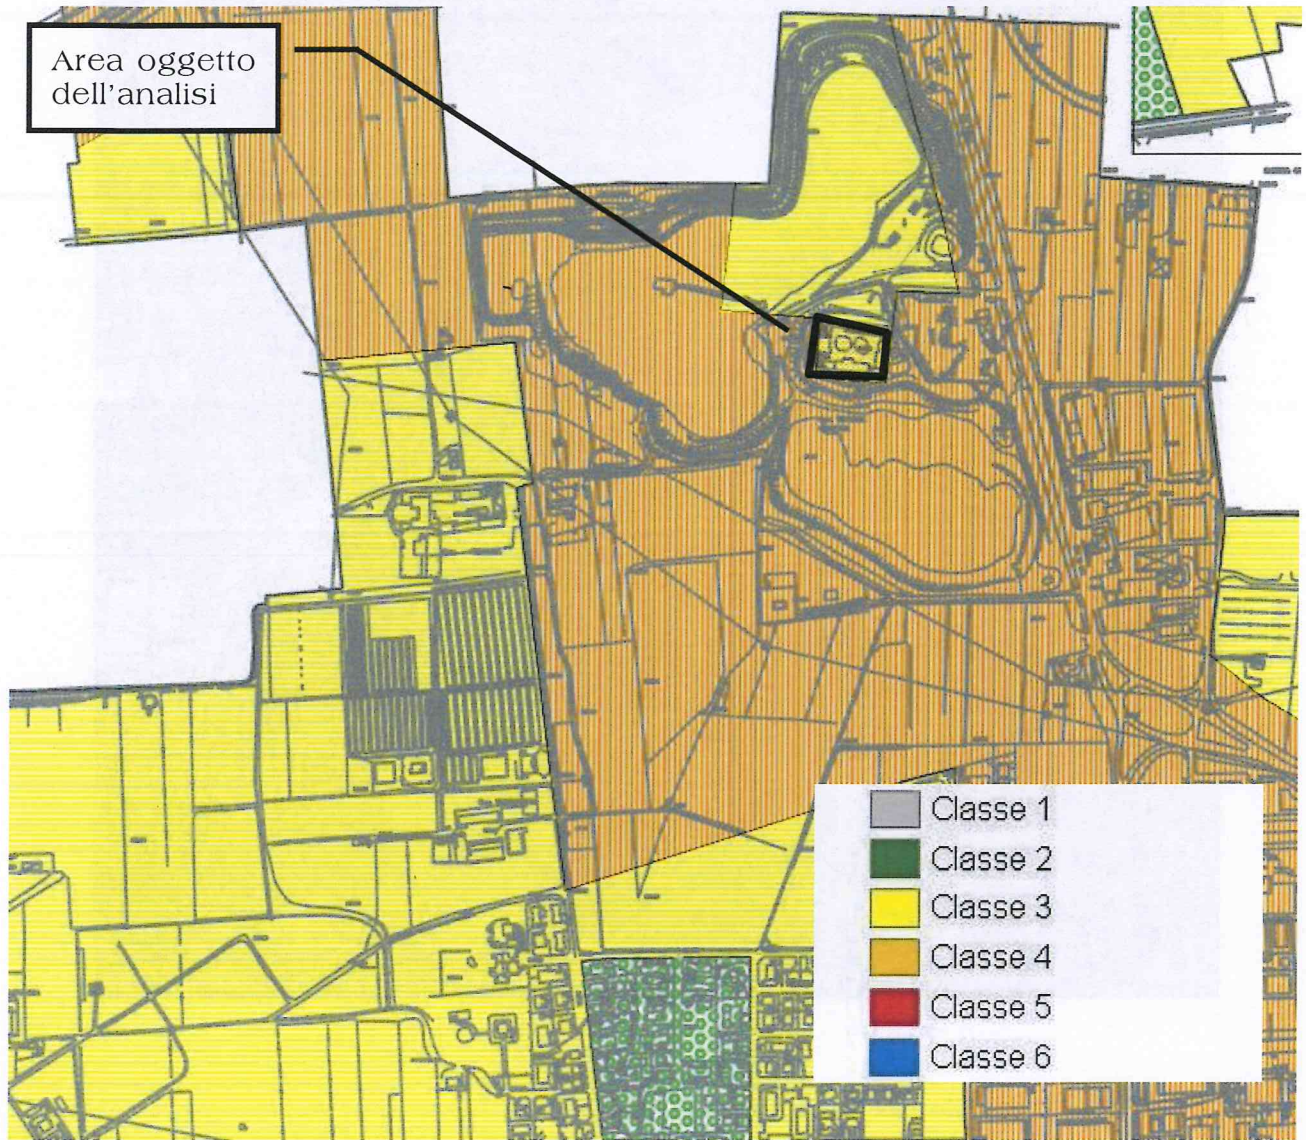 Area oggetto
dell'analisi
Classe 1
Classe 2
Classe 3
Classe 4
Classe 5
Classe 6